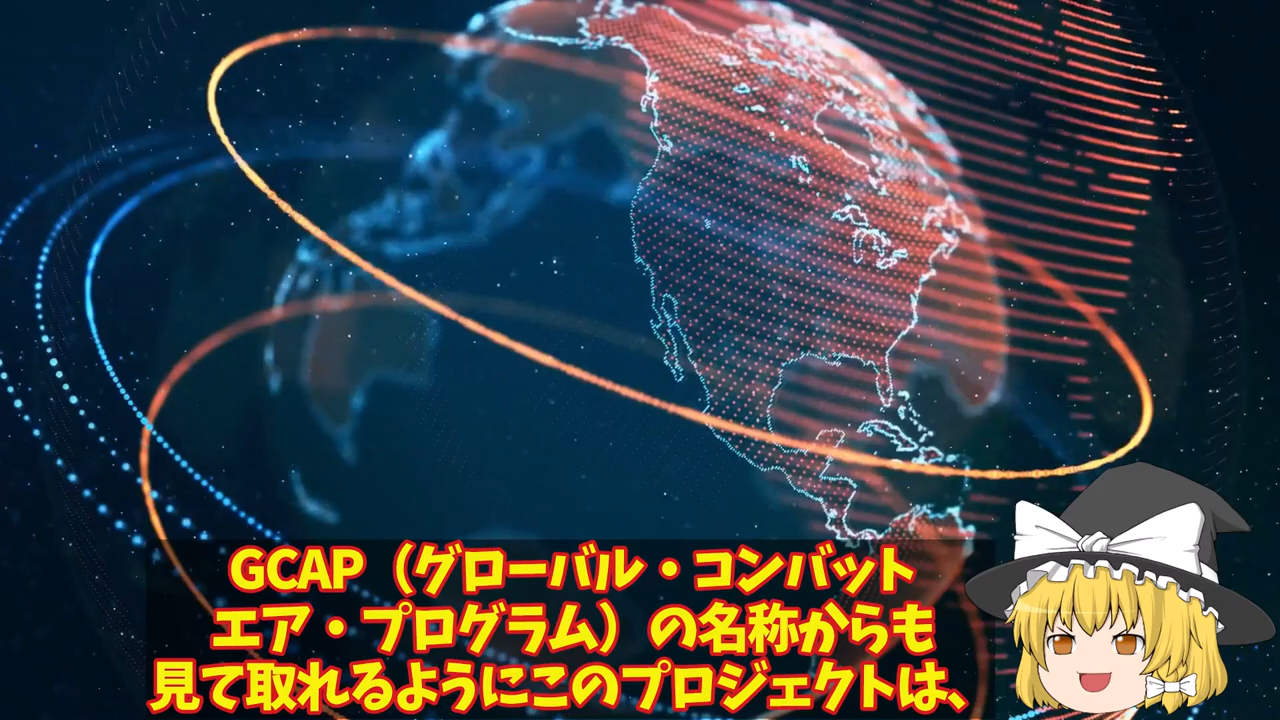 GCAP（グローバル・コンバット
エア・プログラム）の名称からも
見て取れるようにこのプロジェクトは、